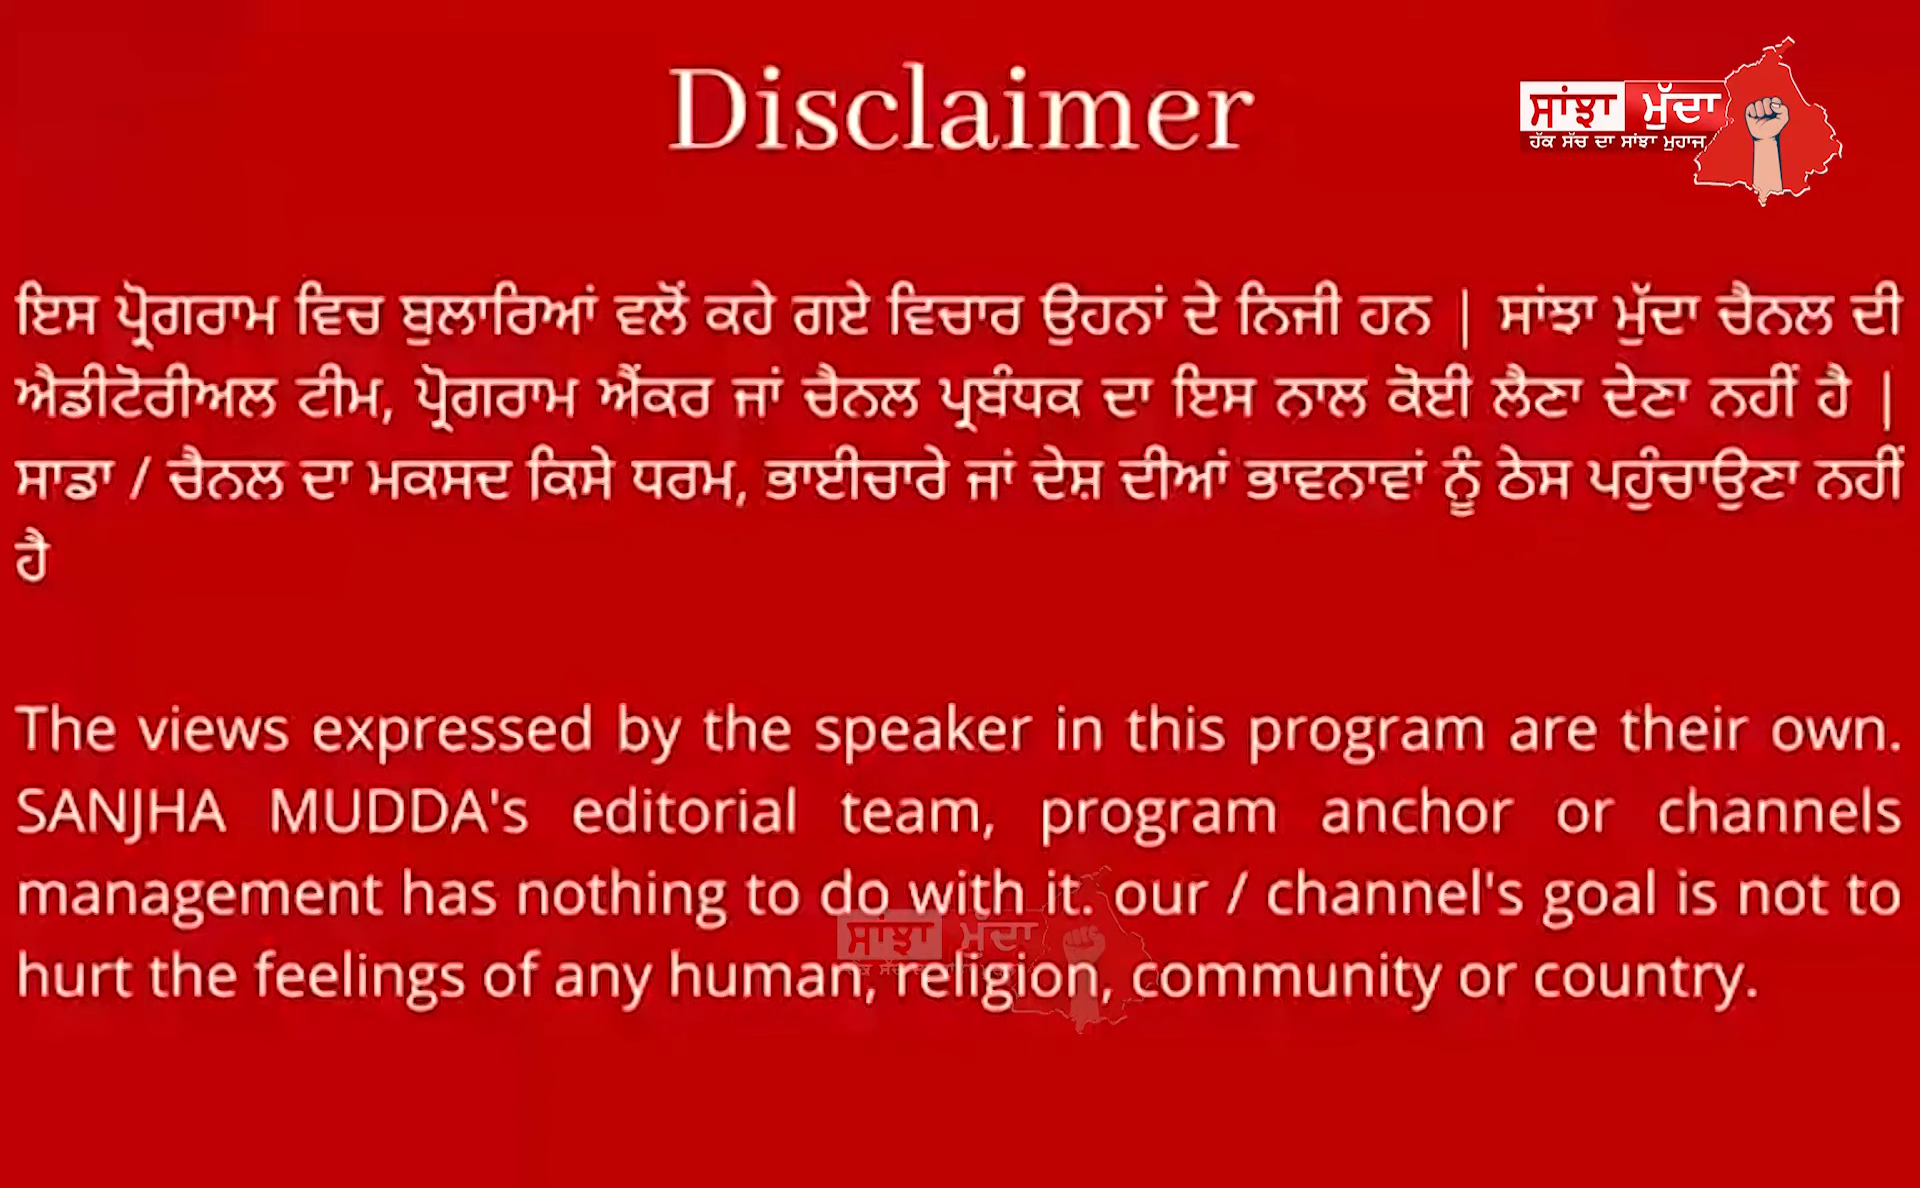 Disclaimer
ਸਾਂਝਾ ਮੁੱਦਾ
ਹੱਕ ਸੱਚ ਦਾ ਸਾਂਝਾ ਮੁਹਾਜ
ਇਸ ਪ੍ਰੋਗਰਾਮ ਵਿਚ ਬੁਲਾਰਿਆਂ ਵਲੋਂ ਕਹੇ ਗਏ ਵਿਚਾਰ ਉਹਨਾਂ ਦੇ ਨਿਜੀ ਹਨ | ਸਾਂਝਾ ਮੁੱਦਾ ਚੈਨਲ ਦੀ
ਐਡੀਟੋਰੀਅਲ ਟੀਮ, ਪ੍ਰੋਗਰਾਮ ਐਂਕਰ ਜਾਂ ਚੈਨਲ ਪ੍ਰਬੰਧਕ ਦਾ ਇਸ ਨਾਲ ਕੋਈ ਲੈਣਾ ਦੇਣਾ ਨਹੀਂ ਹੈ |
ਸਾਡਾ / ਚੈਨਲ ਦਾ ਮਕਸਦ ਕਿਸੇ ਧਰਮ, ਭਾਈਚਾਰੇ ਜਾਂ ਦੇਸ਼ ਦੀਆਂ ਭਾਵਨਾਵਾਂ ਨੂੰ ਠੇਸ ਪਹੁੰਚਾਉਣਾ ਨਹੀਂ
ਹੈ
The views expressed by the speaker in this program are their own.
SANJHA MUDDA's editorial team, program anchor or channels
management has nothing to do with it. our / channel's goal is not to
ਸਾਂਝਾ ਮੁੱਦਾ
hurt the feelings of any human, religion, community or country.